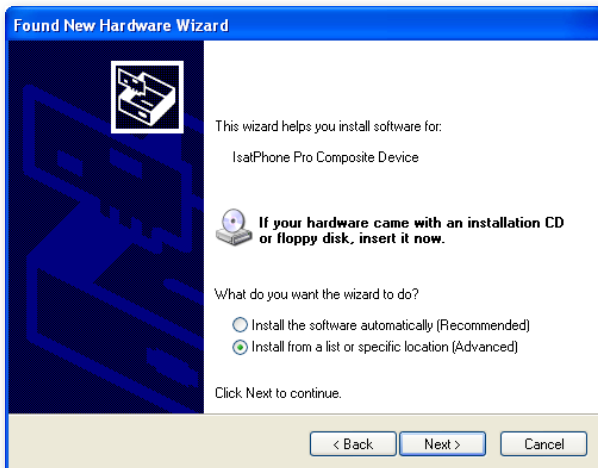 Found New Hardware Wizard
This wizard helps you install software for:
IsatPhone Pro Composite Device
If your hardware came with an installation CD
or floppy disk, insert it now.
What do you want the wizard to do?
Install the software automatically (Recommended)
Install from a list or specific location (Advanced)
Click Next to continue.
< Back Next > Cancel